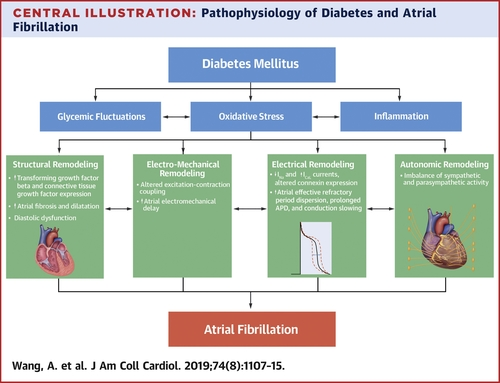 CENTRAL ILLUSTRATION: Pathophysiology of Diabetes and Atrial
Fibrillation
Diabetes Mellitus
Glycemic Fluctuations
Oxidative Stress
Inflammation
Structural Remodeling
• ↑Transforming growth factor
beta and connective tissue
growth factor expression
• ↑Atrial fibrosis and dilatation
• Diastolic dysfunction
Electro-Mechanical
Remodeling
• Altered excitation-contraction
coupling
• ↑Atrial electromechanical
delay
Electrical Remodeling
and currents,
altered connexin expression
• ↑Atrial effective refractory
period dispersion, prolonged
APD, and conduction slowing
Autonomic Remodeling
• Imbalance of sympathetic
and parasympathetic activity
Atrial Fibrillation
Wang, A. et al. J Am Coll Cardiol. 2019;74(8):1107-15.